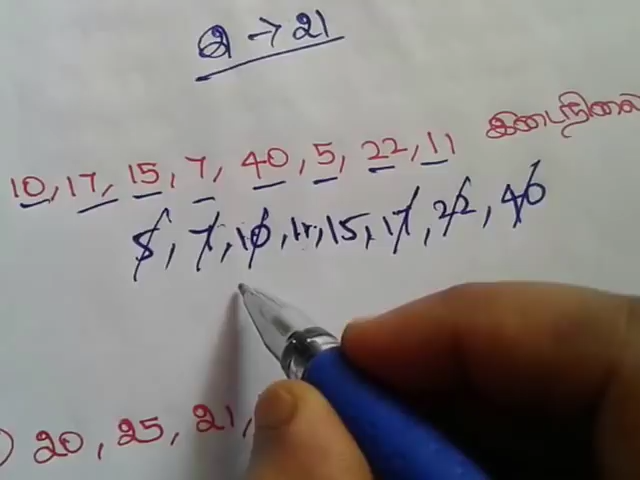 2 → 21
10, 17, 15, 7, 40, 5, 22, 11 இடைநிலை
5, 7, 10, 11, 15, 17, 22, 40
) 20, 25, 21,